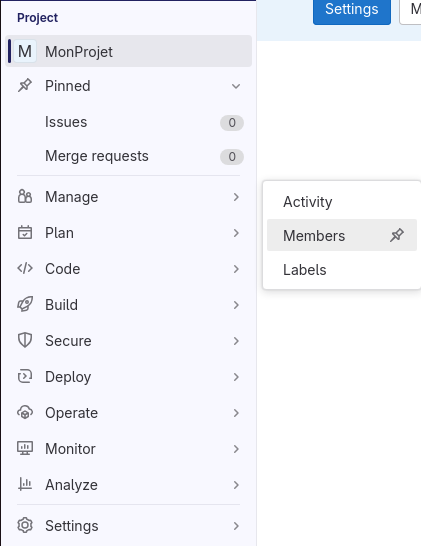 Project
M MonProjet
Pinned
Issues 0
Merge requests 0
Manage
Plan
Code
Build
Secure
Deploy
Operate
Monitor
Analyze
Settings
Settings
M
Activity
Members
Labels